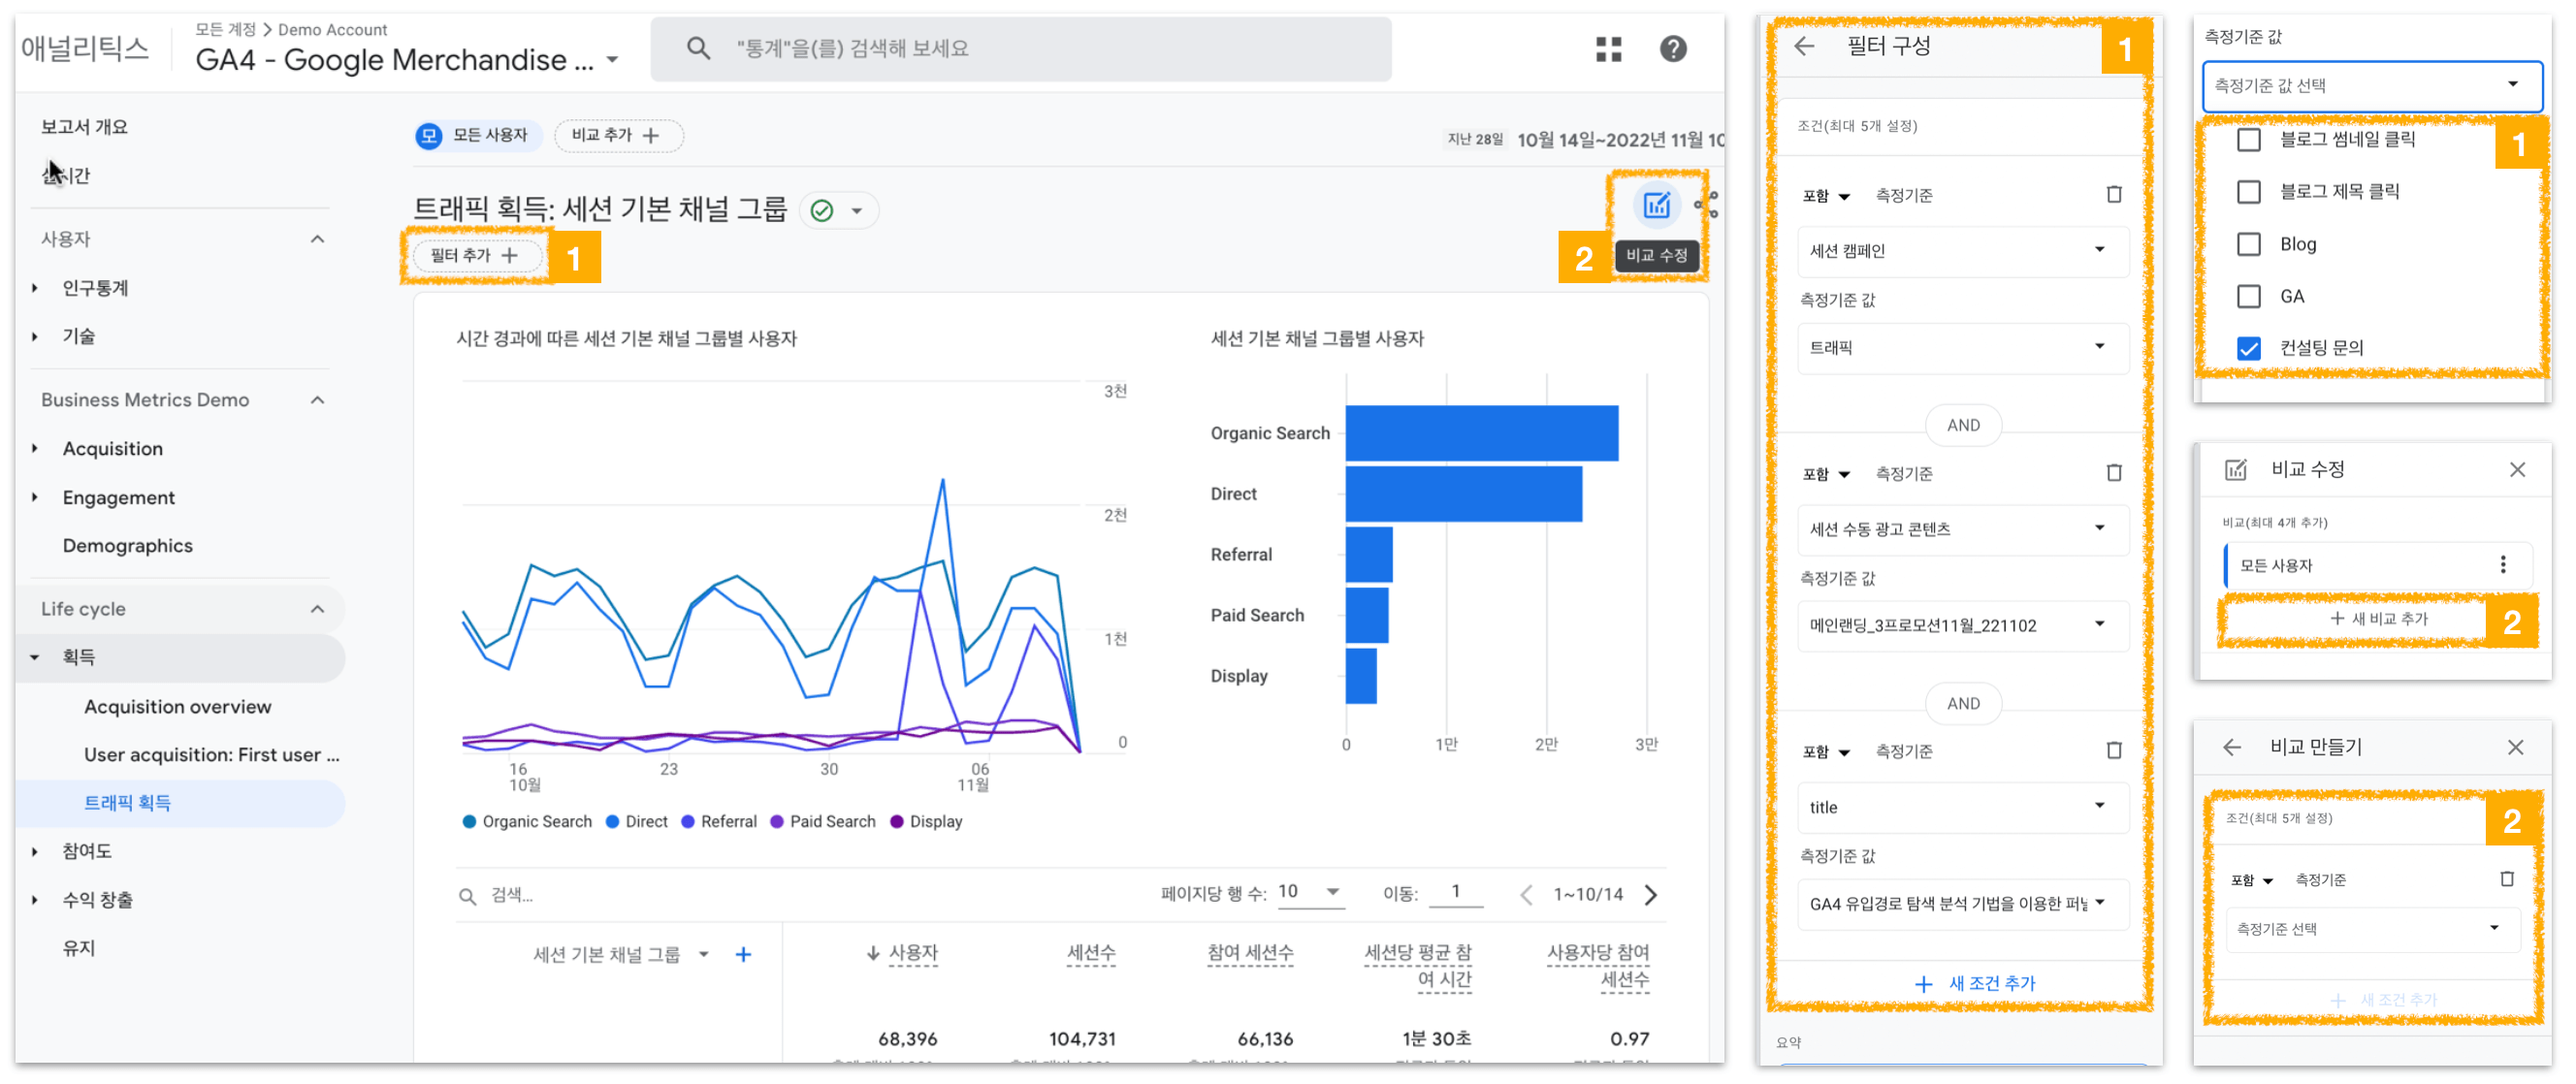 애널리틱스
모든 계정 > Demo Account
GA4 - Google Merchandise ...
"통계"을(를) 검색해 보세요
보고서 개요
실시간
사용자
인구통계
기술
Business Metrics Demo
Acquisition
Engagement
Demographics
Life cycle
획득
Acquisition overview
User acquisition: First user ...
트래픽 획득
참여도
수익 창출
유지
모 모든 사용자
비교 추가 +
지난 28일 10월 14일~2022년 11월 10
트래픽 획득: 세션 기본 채널 그룹
필터 추가 +
1
2
비교 수정
시간 경과에 따른 세션 기본 채널 그룹별 사용자
3천
2천
1천
0
16
10월
23
30
06
11월
Organic Search Direct Referral Paid Search Display
세션 기본 채널 그룹별 사용자
Organic Search
Direct
Referral
Paid Search
Display
0 1만 2만 3만
검색...
페이지당 행 수: 10
이동: 1
1~10/14
세션 기본 채널 그룹 +
↓ 사용자
세션수
참여 세션수
세션당 평균 참
여 시간
사용자당 참여
세션수
68,396 104,731 66,136 1분 30초 0.97
필터 구성
1
조건(최대 5개 설정)
포함 측정기준
세션 캠페인
측정기준 값
트래픽
AND
포함 측정기준
세션 수동 광고 콘텐츠
측정기준 값
메인랜딩_3프로모션11월_221102
AND
포함 측정기준
title
측정기준 값
GA4 유입경로 탐색 분석 기법을 이용한 퍼널
+ 새 조건 추가
요약
측정기준 값
측정기준 값 선택
1
블로그 썸네일 클릭
블로그 제목 클릭
Blog
GA
컨설팅 문의
비교 수정
비교(최대 4개 추가)
모든 사용자
+ 새 비교 추가
2
비교 만들기
2
조건(최대 5개 설정)
포함 측정기준
측정기준 선택
+ 새 조건 추가